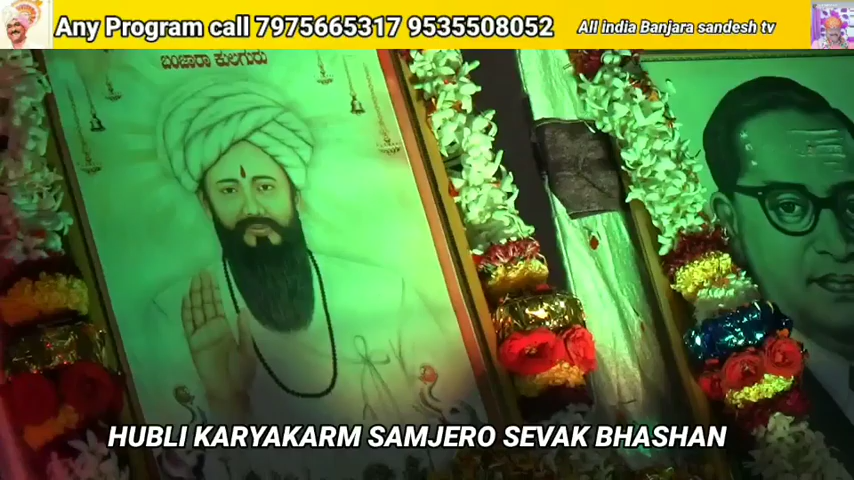 Any Program call 7975665317 9535508052
All india Banjara sandesh tv
ಬಂಜಾರಾ ಕುಲಗುರು
HUBLI KARYAKARM SAMJERO SEVAK BHASHAN